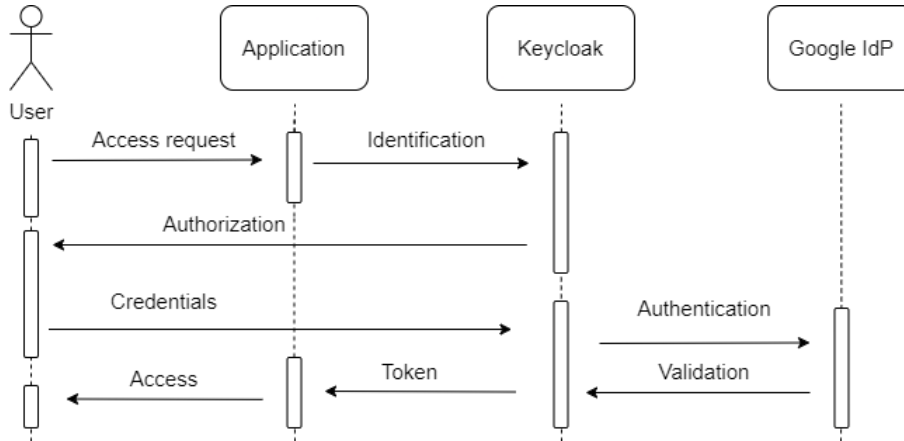 Application
Keycloak
Google IdP
User
Access request
Identification
Authorization
Credentials
Authentication
Access
Token
Validation